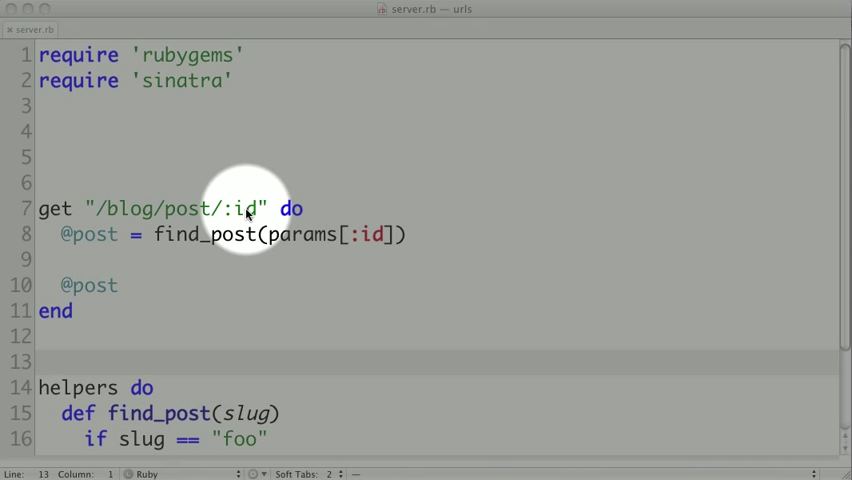 server.rb — urls
× server.rb
1 require 'rubygems'
2 require 'sinatra'
3
4
5
6
7 get "/blog/post/:id" do
8 @post = find_post(params[:id])
9
10 @post
11 end
12
13
14 helpers do
15 def find_post(slug)
16 if slug == "foo"
Line: 13 Column: 1 Ruby Soft Tabs: 2 —